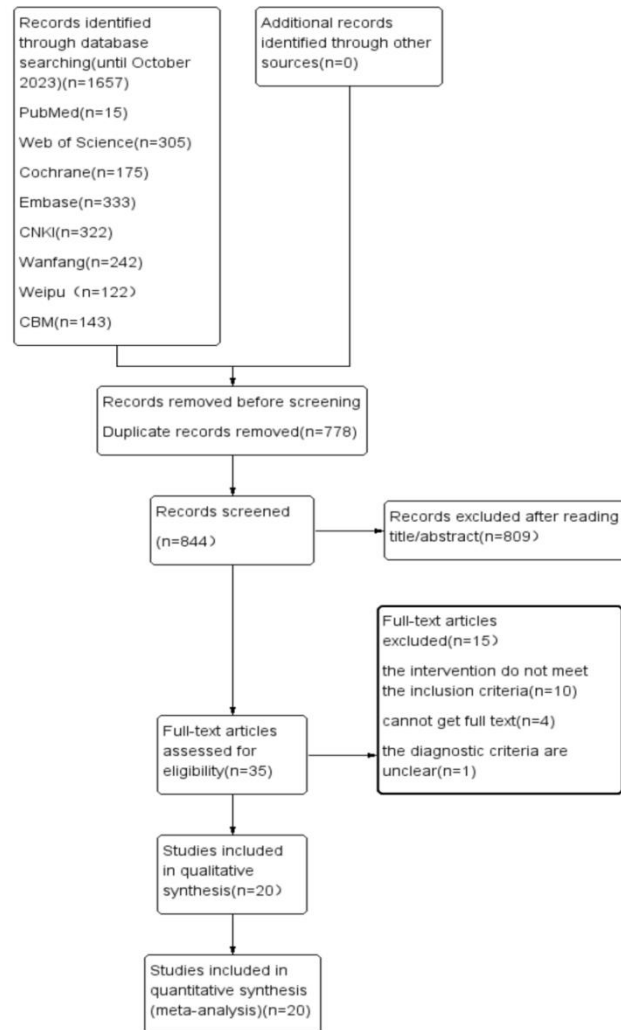 Records identified
through database
searching(until October
2023)(n=1657)
PubMed(n=15)
Web of Science(n=305)
Cochrane(n=175)
Embase(n=333)
CNKI(n=322)
Wanfang(n=242)
Weipu（n=122）
CBM(n=143)
Additional records
identified through other
sources(n=0)
Records removed before screening
Duplicate records removed(n=778)
Records screened
(n=844）
Records excluded after reading
title/abstract(n=809）
Full-text articles
excluded(n=15）
the intervention do not meet
the inclusion criteria(n=10)
cannot get full text(n=4)
the diagnostic criteria are
unclear(n=1)
Full-text articles
assessed for
eligibility(n=35)
Studies included
in qualitative
synthesis(n=20）
Studies included in
quantitative synthesis
(meta-analysis)(n=20)